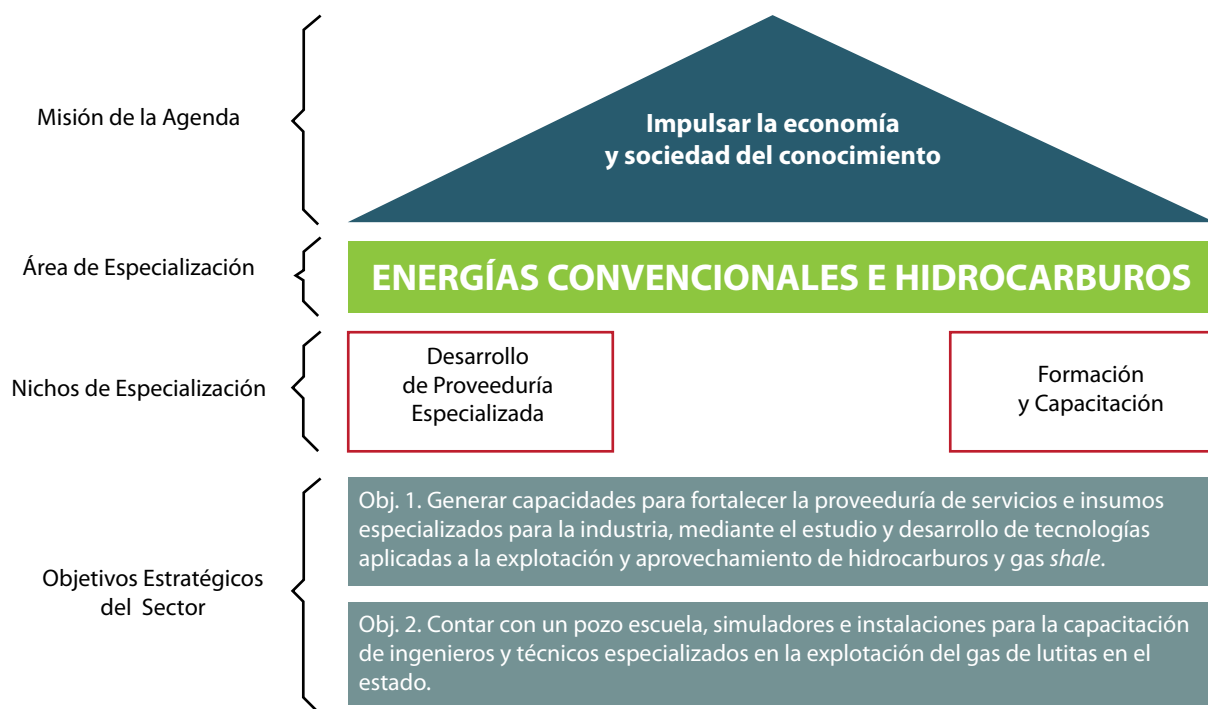 Misión de la Agenda
Impulsar la economía
y sociedad del conocimiento
Área de Especialización
ENERGÍAS CONVENCIONALES E HIDROCARBUROS
Nichos de Especialización
Desarrollo
de Proveeduría
Especializada
Formación
y Capacitación
Objetivos Estratégicos
del Sector
Obj. 1. Generar capacidades para fortalecer la proveeduría de servicios e insumos
especializados para la industria, mediante el estudio y desarrollo de tecnologías
aplicadas a la explotación y aprovechamiento de hidrocarburos y gas shale.
Obj. 2. Contar con un pozo escuela, simuladores e instalaciones para la capacitación
de ingenieros y técnicos especializados en la explotación del gas de lutitas en el
estado.